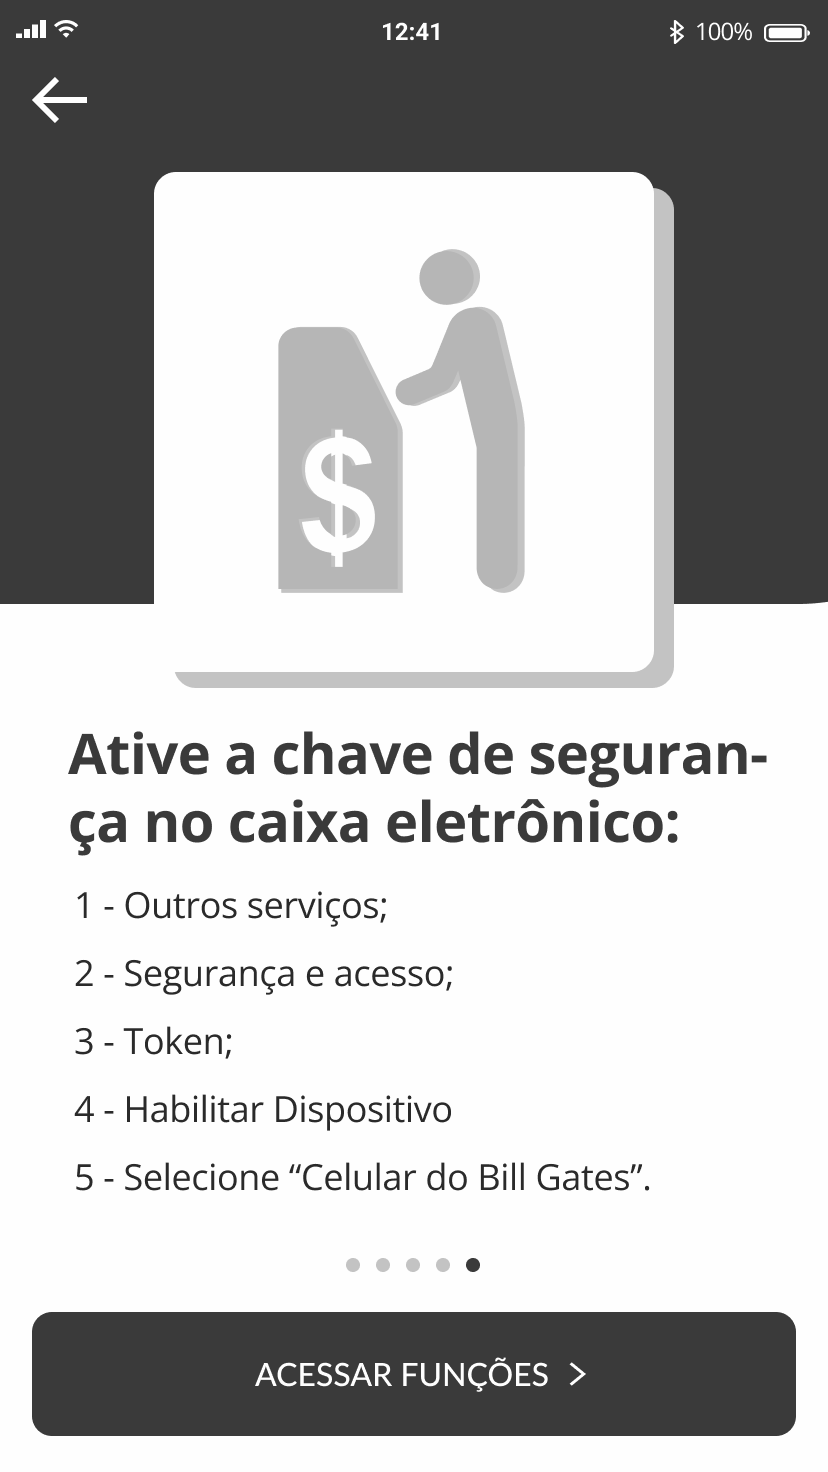 12:41
100%
$
Ative a chave de seguran-
ça no caixa eletrônico:
1 - Outros serviços;
2 - Segurança e acesso;
3 - Token;
4 - Habilitar Dispositivo
5 - Selecione “Celular do Bill Gates”.
ACESSAR FUNÇÕES >